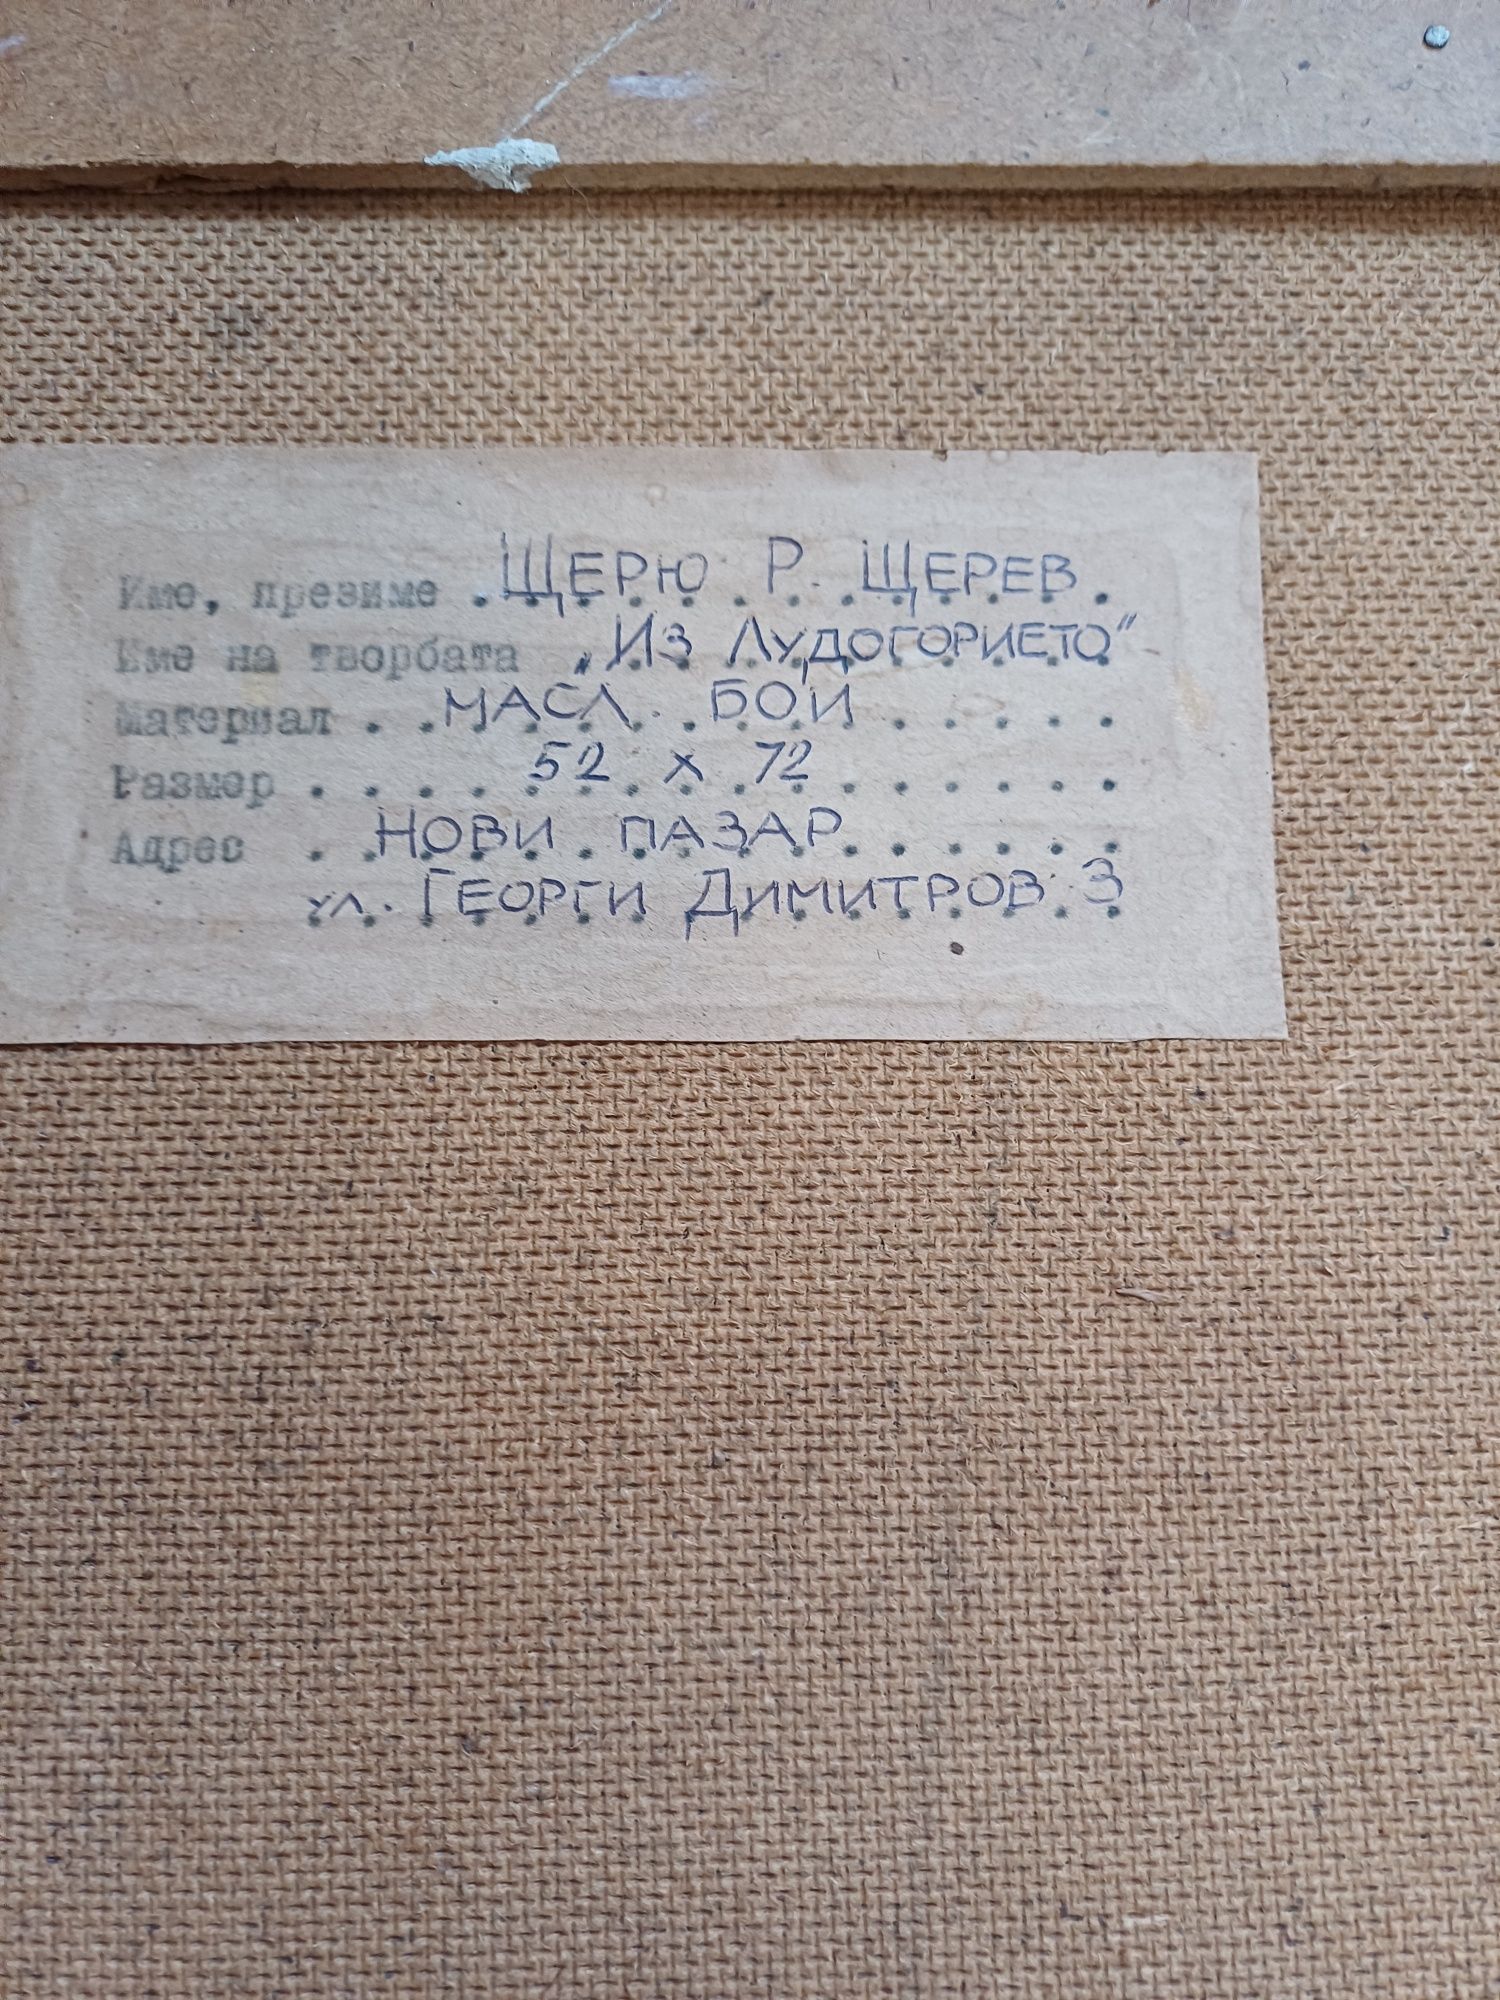 Име, презиме . ЩЕРЮ Р. ЩЕРЕВ .
Име на творбата „ИЗ ЛУДОГОРИЕТО"
Материал . . МАСЛ. БОИ . . . . .
Размер . . . . 52 х 72 . . . . . .
Адрес . . НОВИ ПАЗАР . . . . .
ул. ГЕОРГИ ДИМИТРОВ 3